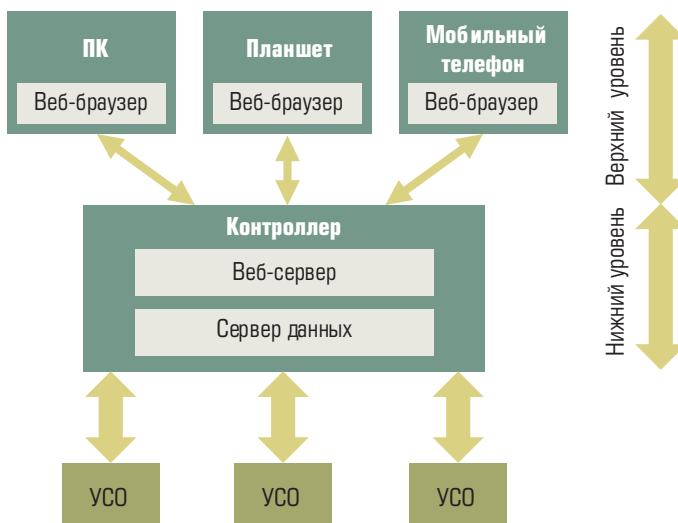 ПК
Веб-браузер
Планшет
Веб-браузер
Мобильный
телефон
Веб-браузер
Верхний уровень
Контроллер
Веб-сервер
Сервер данных
Нижний уровень
УСО
УСО
УСО